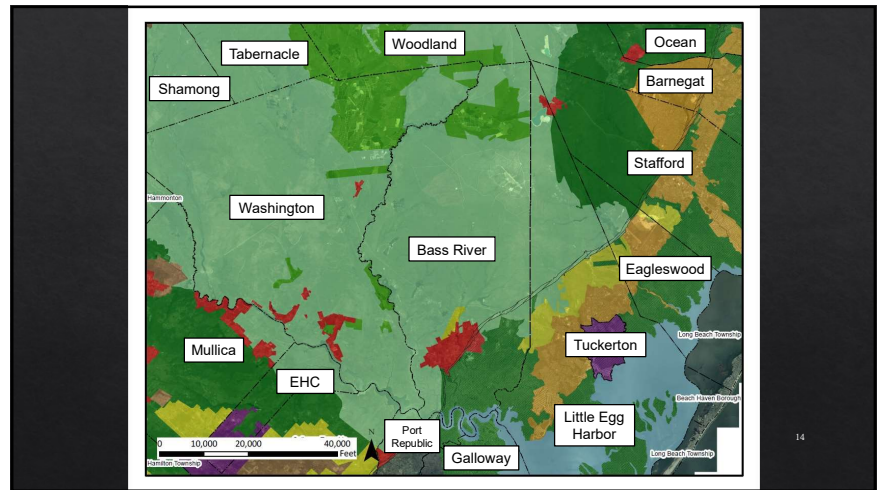 Woodland
Ocean
Tabernacle
Barnegat
Shamong
Stafford
Hammonton
Washington
Bass River
Eagleswood
Long Beach Township
Tuckerton
Mullica
EHC
Beach Haven Borough
Little Egg
Harbor
Port
Republic
N
0 10,000 20,000 40,000
Feet
Galloway
Long Beach Township
Hamilton Township
14